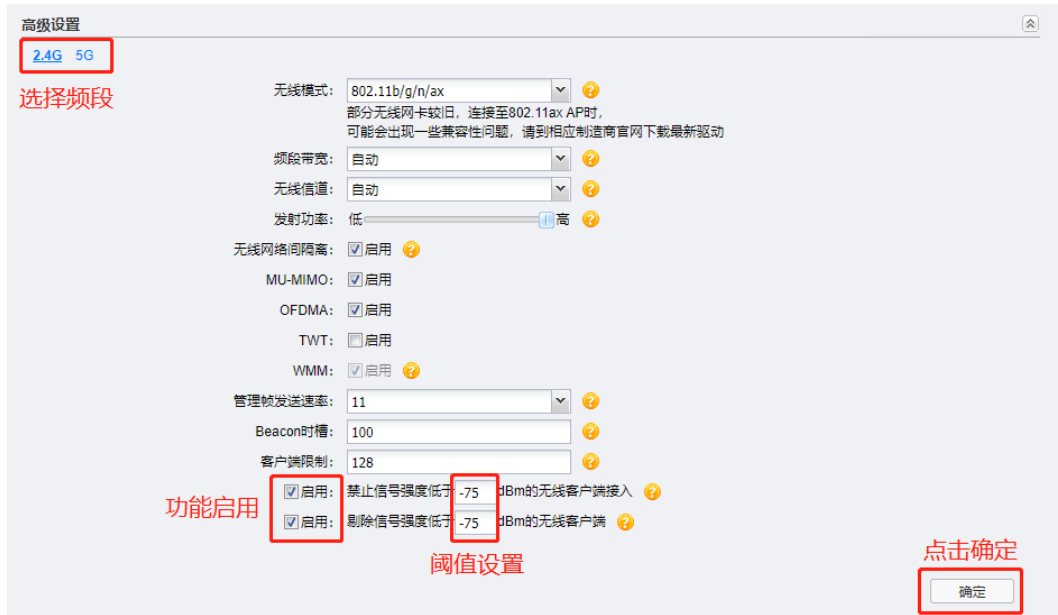 高级设置
2.4G 5G
选择频段
无线模式： 802.11b/g/n/ax
部分无线网卡较旧，连接至802.11ax AP时，
可能会出现一些兼容性问题，请到相应制造商官网下载最新驱动
频段带宽： 自动
无线信道： 自动
发射功率： 低 高
无线网络间隔离： 启用
MU-MIMO： 启用
OFDMA： 启用
TWT： 启用
WMM： 启用
管理帧发送速率： 11
Beacon时槽： 100
客户端限制： 128
功能启用
启用： 禁止信号强度低于 -75 dBm的无线客户端接入
启用： 剔除信号强度低于 -75 dBm的无线客户端
阈值设置
点击确定
确定